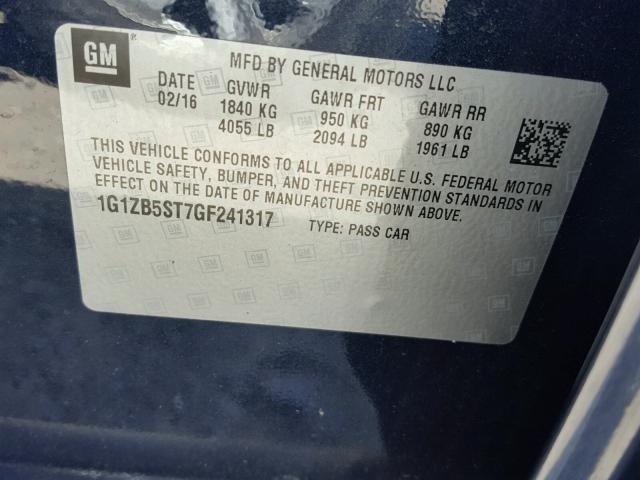 GM
MFD BY GENERAL MOTORS LLC
DATE GVWR GAWR FRT GAWR RR
02/16 1840 KG 950 KG 890 KG
4055 LB 2094 LB 1961 LB
THIS VEHICLE CONFORMS TO ALL APPLICABLE U.S. FEDERAL MOTOR
VEHICLE SAFETY, BUMPER, AND THEFT PREVENTION STANDARDS IN
EFFECT ON THE DATE OF MANUFACTURE SHOWN ABOVE.
1G1ZB5ST7GF241317 TYPE: PASS CAR